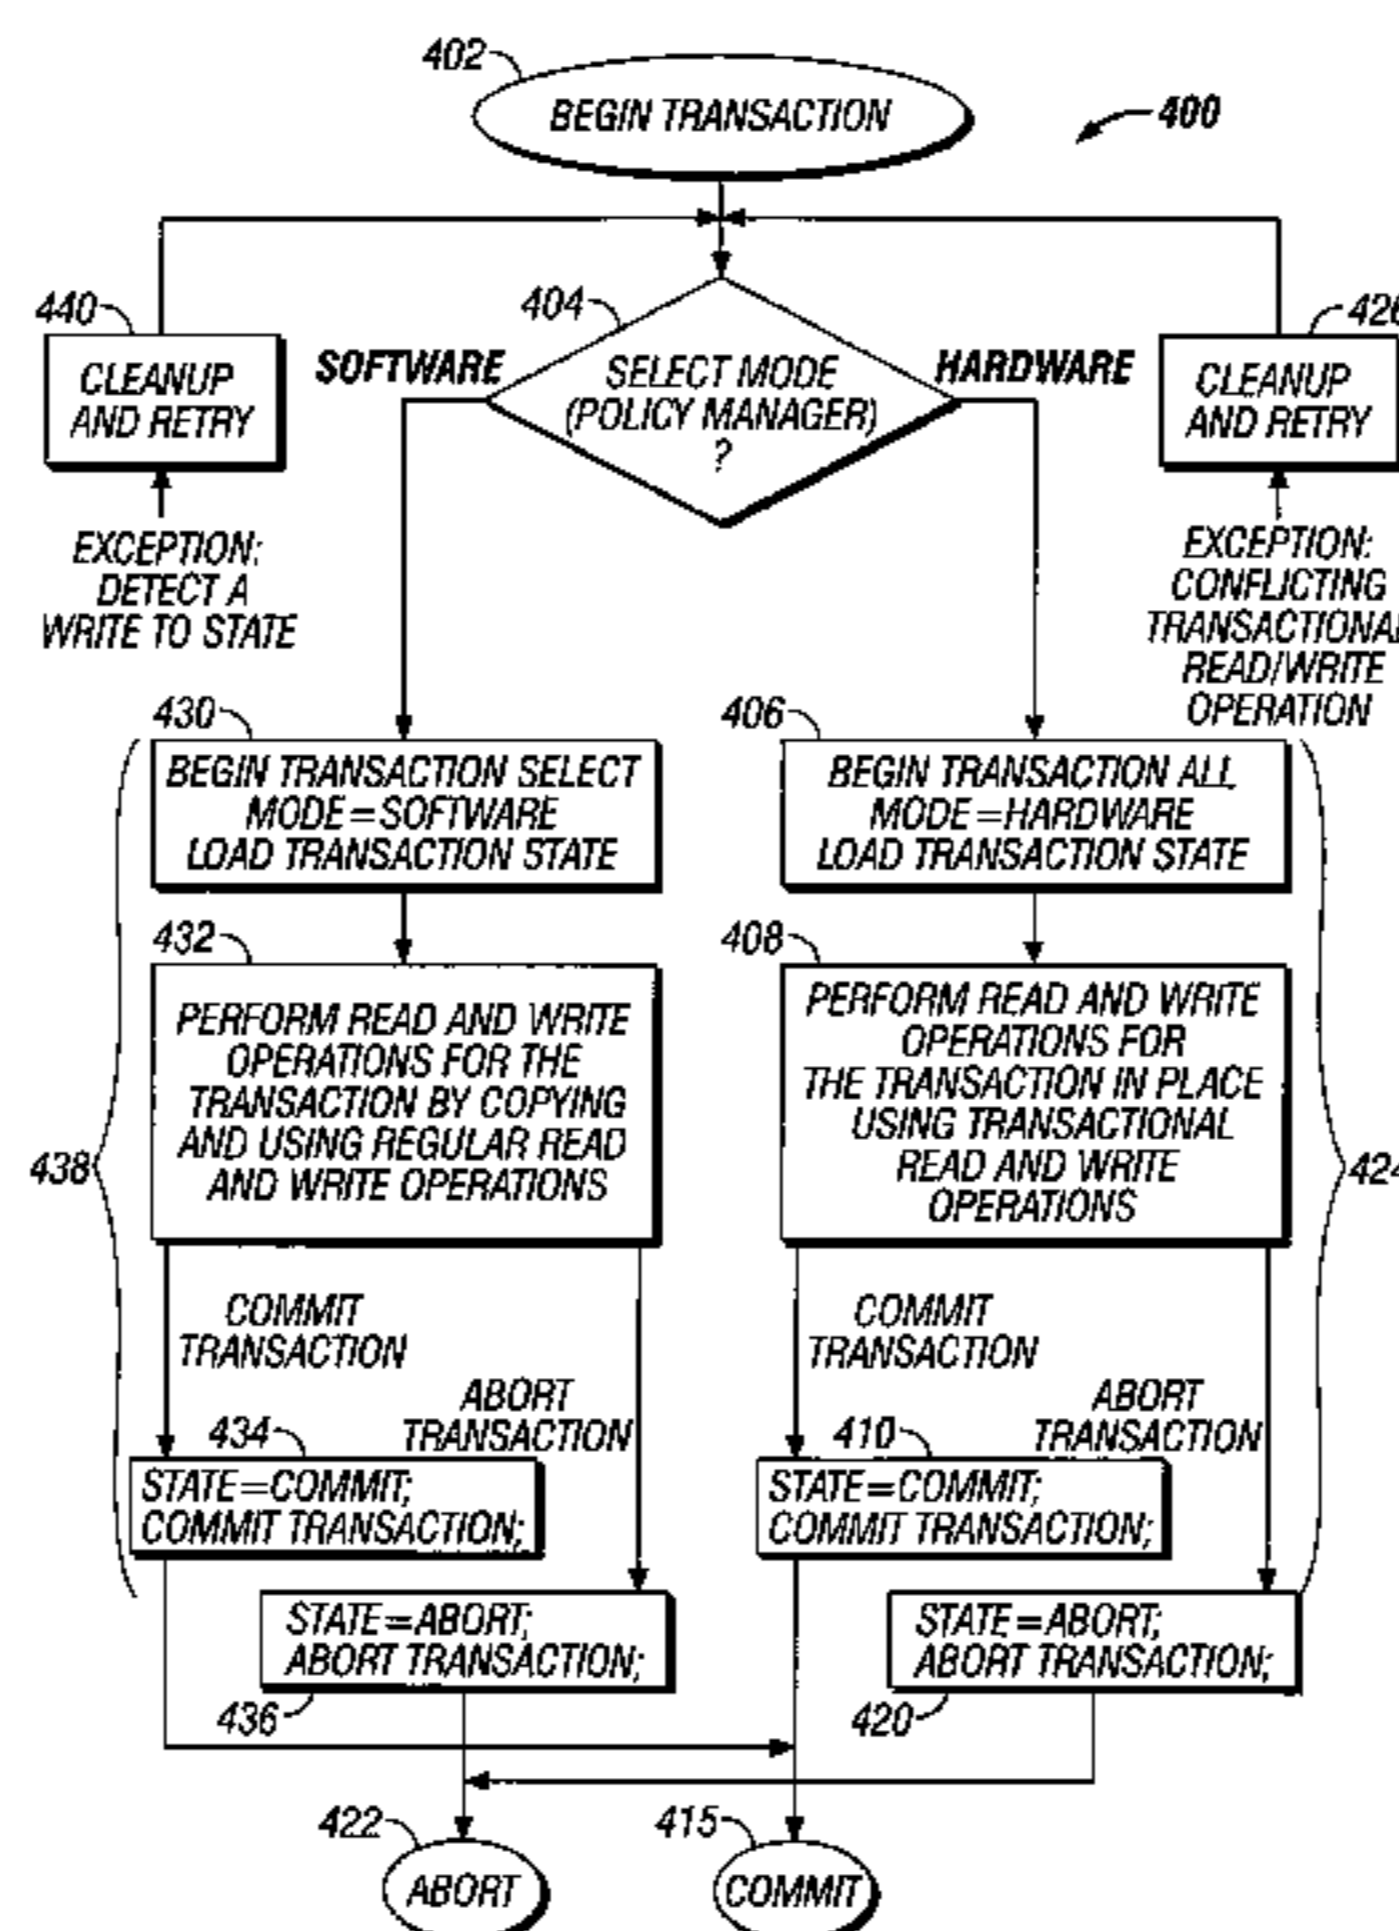 402
BEGIN TRANSACTION
400
440
CLEANUP
AND RETRY
EXCEPTION:
DETECT A
WRITE TO STATE
404
SOFTWARE
SELECT MODE
(POLICY MANAGER)
?
HARDWARE
426
CLEANUP
AND RETRY
EXCEPTION:
CONFLICTING
TRANSACTIONAL
READ/WRITE
OPERATION
430
BEGIN TRANSACTION SELECT
MODE=SOFTWARE
LOAD TRANSACTION STATE
406
BEGIN TRANSACTION ALL
MODE=HARDWARE
LOAD TRANSACTION STATE
432
PERFORM READ AND WRITE
OPERATIONS FOR THE
TRANSACTION BY COPYING
AND USING REGULAR READ
AND WRITE OPERATIONS
408
PERFORM READ AND WRITE
OPERATIONS FOR
THE TRANSACTION IN PLACE
USING TRANSACTIONAL
READ AND WRITE
OPERATIONS
438
424
COMMIT
TRANSACTION
ABORT
TRANSACTION
COMMIT
TRANSACTION
ABORT
TRANSACTION
434
STATE=COMMIT;
COMMIT TRANSACTION;
410
STATE=COMMIT;
COMMIT TRANSACTION;
STATE=ABORT;
ABORT TRANSACTION;
436
STATE=ABORT;
ABORT TRANSACTION;
420
422
ABORT
415
COMMIT